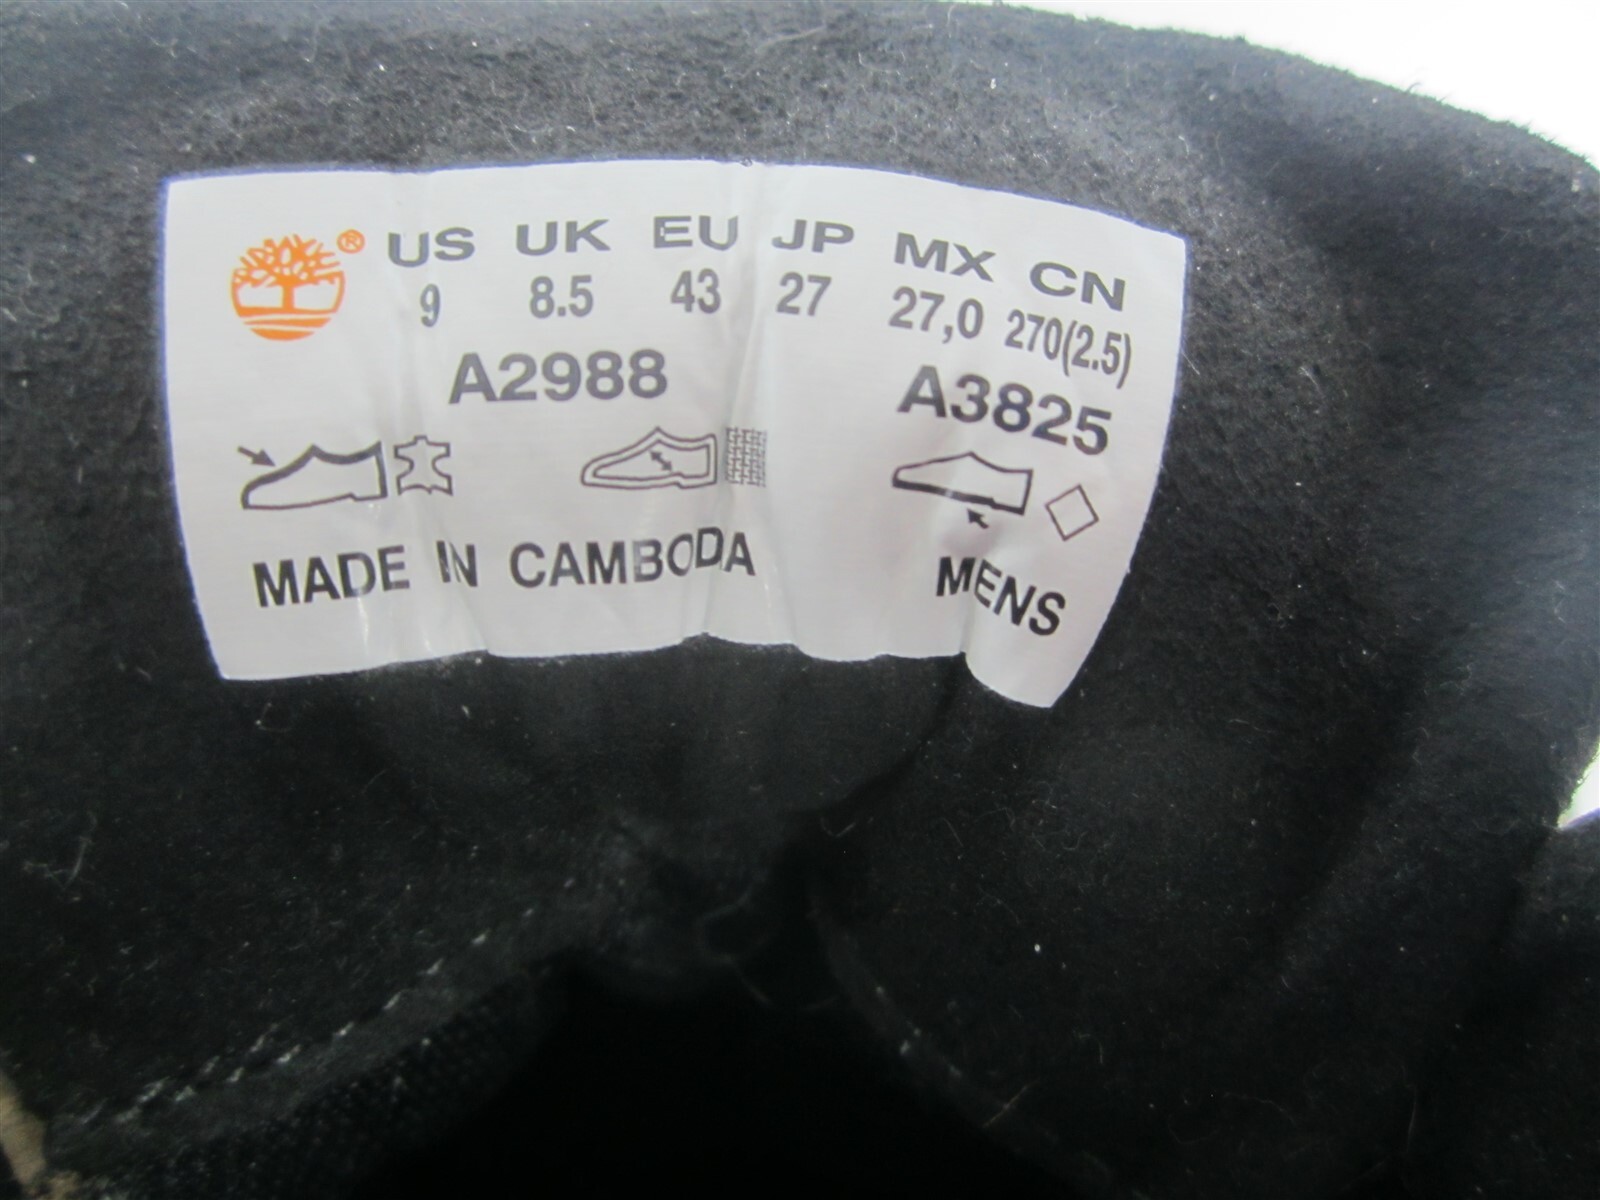 ® US UK EU JP MX CN
9 8.5 43 27 27,0 270(2.5)
A2988 A3825
MADE IN CAMBODIA MENS